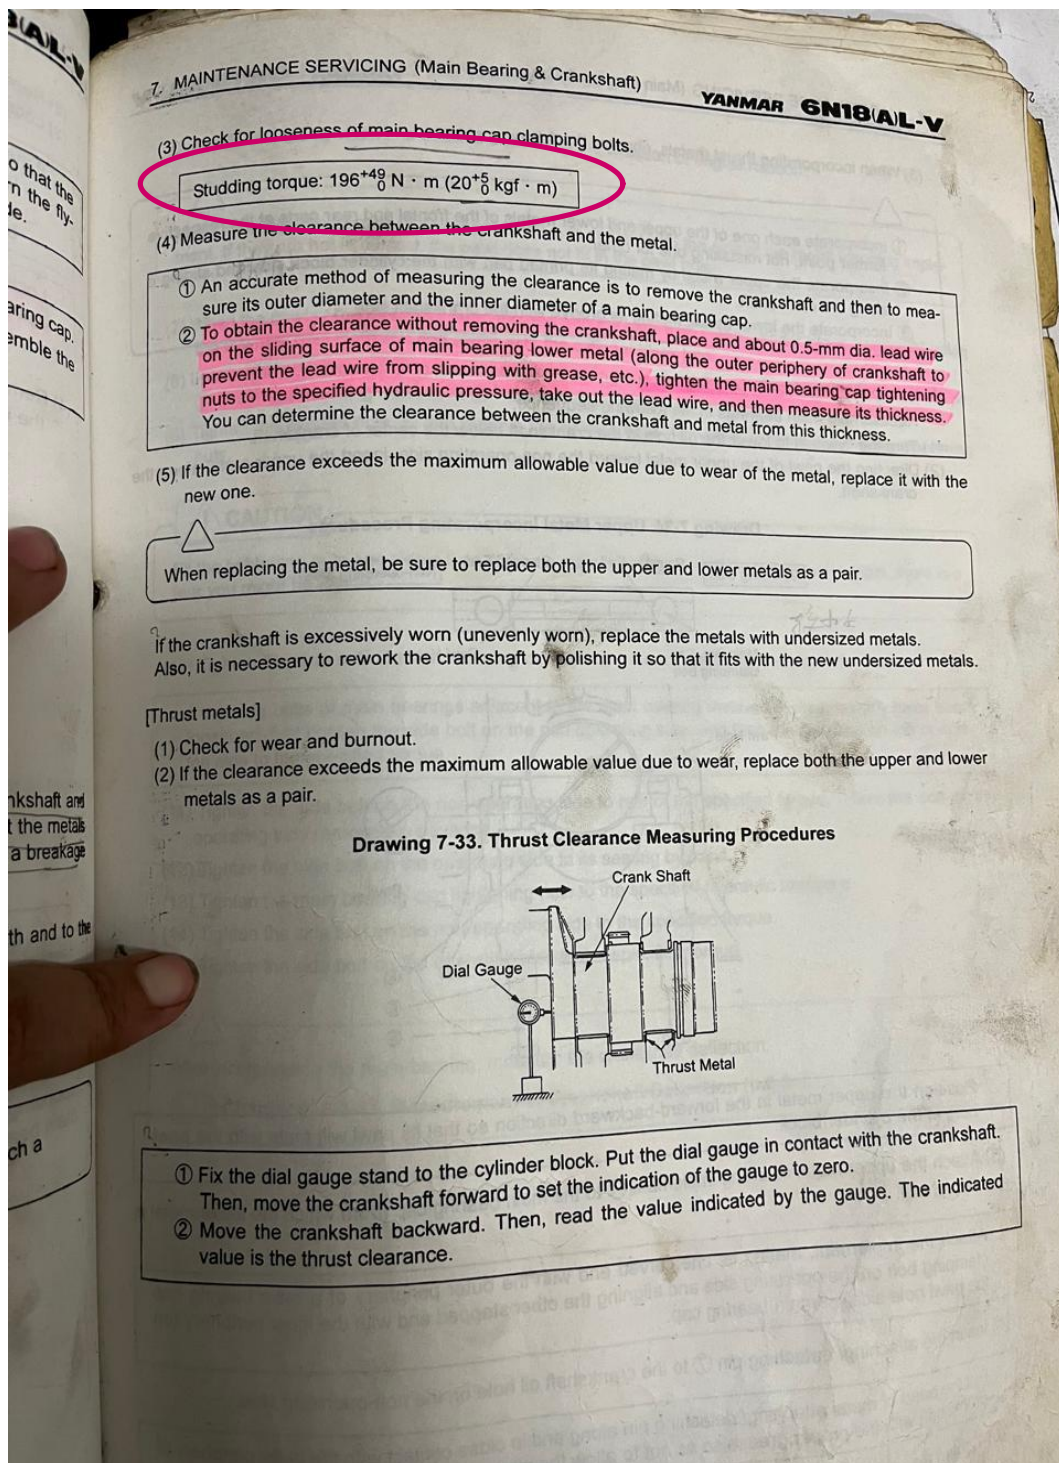 (A)L-V
7. MAINTENANCE SERVICING (Main Bearing & Crankshaft)
YANMAR 6N18(A)L-V
(3) Check for looseness of main bearing cap clamping bolts.
Studding torque: 196+49 0 N · m (20+5 0 kgf · m)
(4) Measure the clearance between the crankshaft and the metal.
① An accurate method of measuring the clearance is to remove the crankshaft and then to mea-
sure its outer diameter and the inner diameter of a main bearing cap.
② To obtain the clearance without removing the crankshaft, place and about 0.5-mm dia. lead wire
on the sliding surface of main bearing lower metal (along the outer periphery of crankshaft to
prevent the lead wire from slipping with grease, etc.), tighten the main bearing cap tightening
nuts to the specified hydraulic pressure, take out the lead wire, and then measure its thickness.
You can determine the clearance between the crankshaft and metal from this thickness.
(5) If the clearance exceeds the maximum allowable value due to wear of the metal, replace it with the
new one.
When replacing the metal, be sure to replace both the upper and lower metals as a pair.
If the crankshaft is excessively worn (unevenly worn), replace the metals with undersized metals.
Also, it is necessary to rework the crankshaft by polishing it so that it fits with the new undersized metals.
[Thrust metals]
(1) Check for wear and burnout.
(2) If the clearance exceeds the maximum allowable value due to wear, replace both the upper and lower
metals as a pair.
Drawing 7-33. Thrust Clearance Measuring Procedures
Crank Shaft
Dial Gauge
Thrust Metal
① Fix the dial gauge stand to the cylinder block. Put the dial gauge in contact with the crankshaft.
Then, move the crankshaft forward to set the indication of the gauge to zero.
② Move the crankshaft backward. Then, read the value indicated by the gauge. The indicated
value is the thrust clearance.
o that the
n the fly-
le.
aring cap.
emble the
nkshaft and
t the metals
a breakage
th and to the
ch a